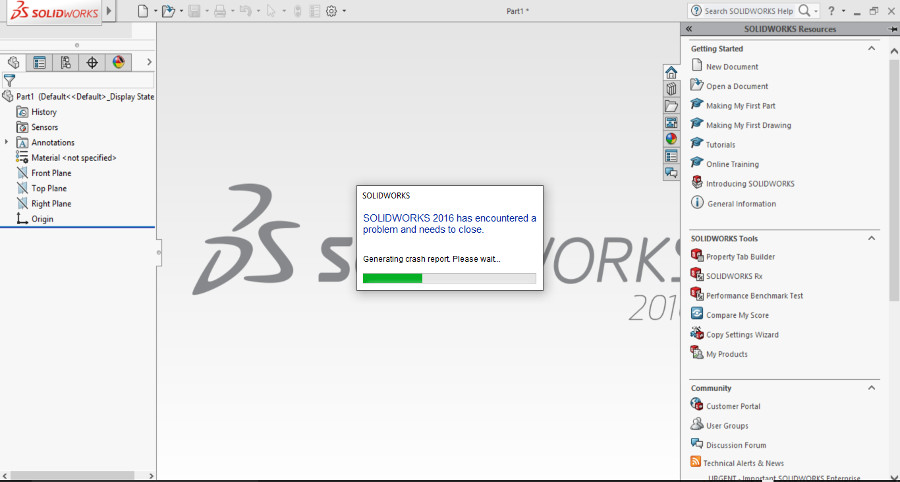 SOLIDWORKS
Part1 *
Search SOLIDWORKS Help
?
SOLIDWORKS Resources
Part1 (Default<<Default>_Display State
History
Sensors
A Annotations
Material <not specified>
Front Plane
Top Plane
Right Plane
Origin
SOLIDWORKS
2016
SOLIDWORKS
SOLIDWORKS 2016 has encountered a
problem and needs to close.
Generating crash report. Please wait...
Getting Started
New Document
Open a Document
Making My First Part
Making My First Drawing
Tutorials
Online Training
Introducing SOLIDWORKS
General Information
SOLIDWORKS Tools
Property Tab Builder
SOLIDWORKS Rx
Performance Benchmark Test
Compare My Score
Copy Settings Wizard
My Products
Community
Customer Portal
User Groups
Discussion Forum
Technical Alerts & News
URGENT - Important SOLIDWORKS Enterprise